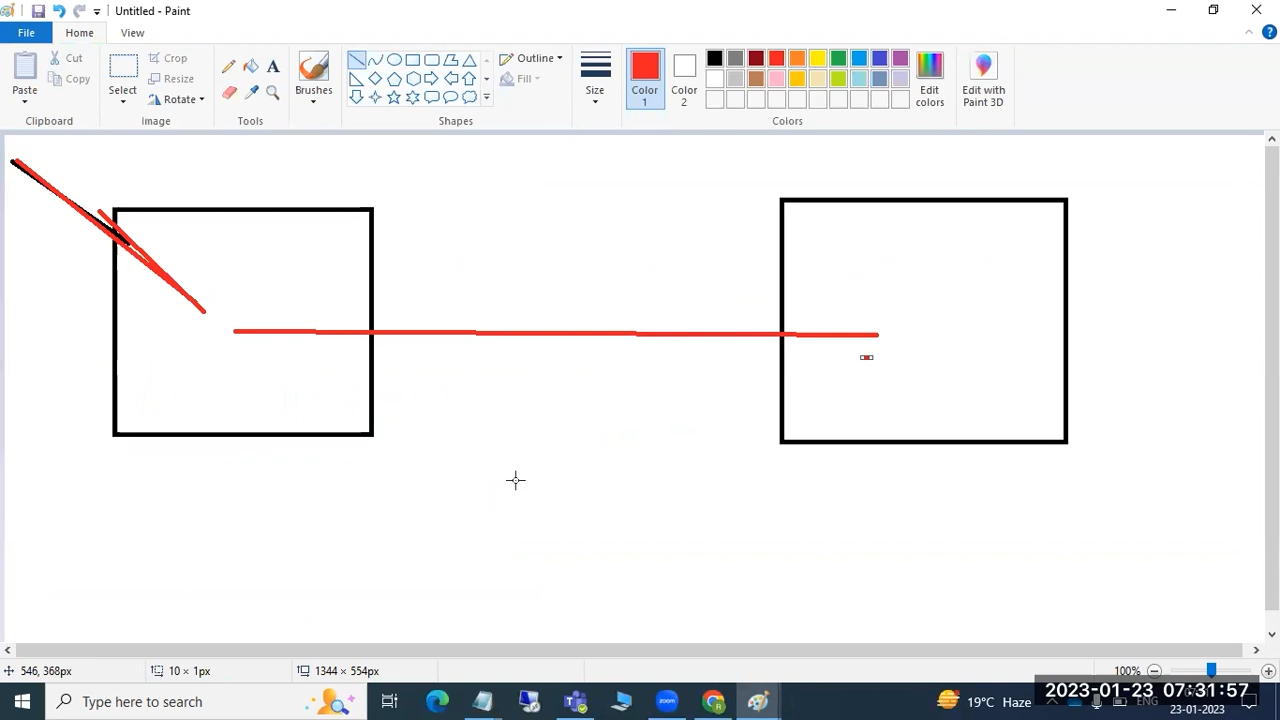 Untitled - Paint
File
Home
View
Paste
Cut
Copy
Clipboard
Select
Crop
Resize
Rotate
Image
A
Tools
Brushes
Outline
Fill
Shapes
Size
Color 1
Color 2
Edit colors
Colors
Edit with Paint 3D
546, 368px
10 × 1px
1344 × 554px
100%
Type here to search
zoom
19°C Haze
ENG
2023-01-23 07:31:57
23-01-2023